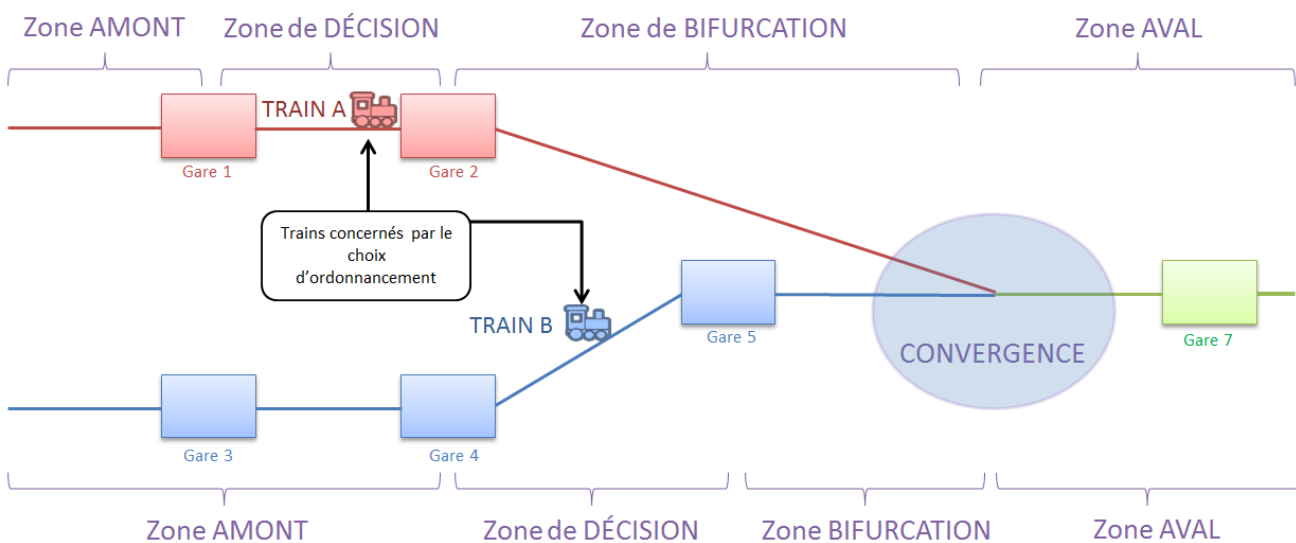 Zone AMONT
Zone de DÉCISION
Zone de BIFURCATION
Zone AVAL
TRAIN A
Gare 1
Gare 2
Trains concernés par le
choix
d'ordonnancement
TRAIN B
Gare 5
CONVERGENCE
Gare 7
Gare 3
Gare 4
Zone AMONT
Zone de DÉCISION
Zone BIFURCATION
Zone AVAL